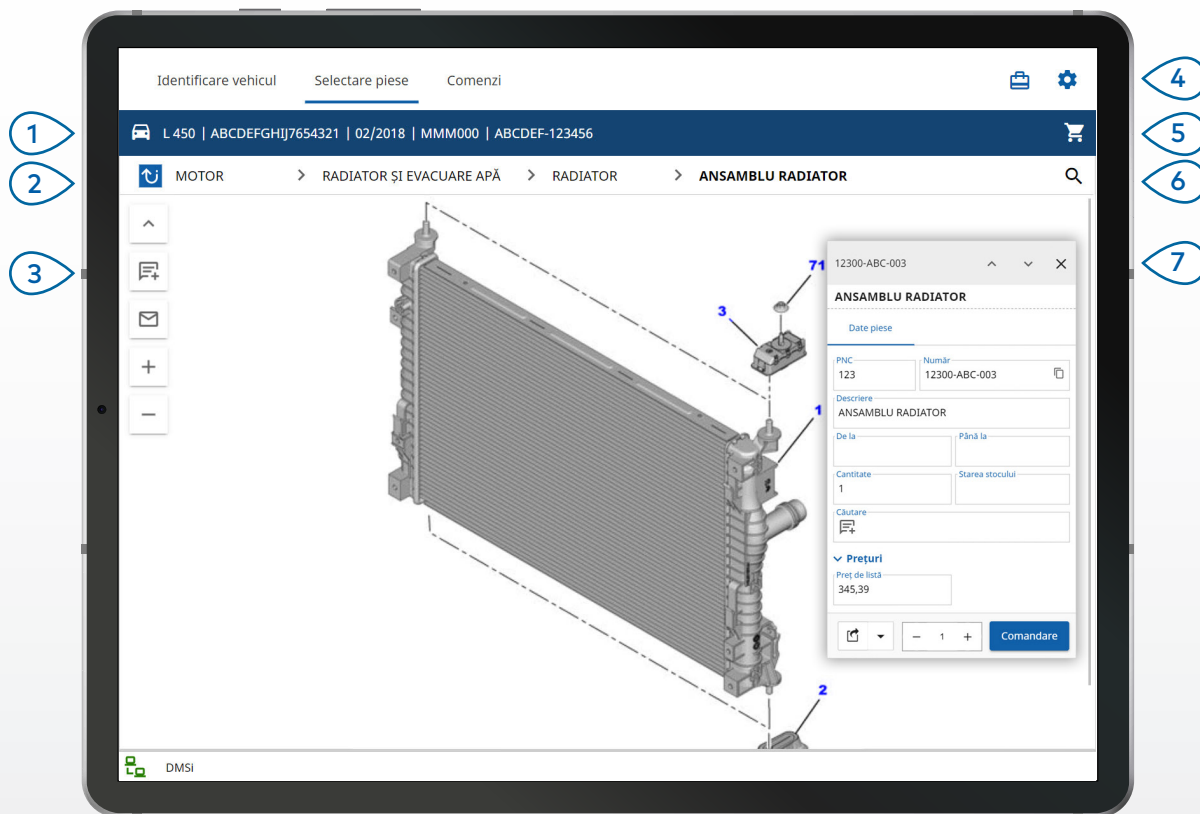 Identificare vehicul Selectare piese Comenzi
4
1
L 450 | ABCDEFGHIJ7654321 | 02/2018 | MMM000 | ABCDEF-123456
5
2
MOTOR > RADIATOR ȘI EVACUARE APĂ > RADIATOR > ANSAMBLU RADIATOR
6
3
7
71
3
1
2
12300-ABC-003
ANSAMBLU RADIATOR
Date piese
PNC Număr
123 12300-ABC-003
Descriere
ANSAMBLU RADIATOR
De la Până la
Cantitate Starea stocului
1
Căutare
Prețuri
Preț de listă
345,39
− 1 + Comandare
DMSi